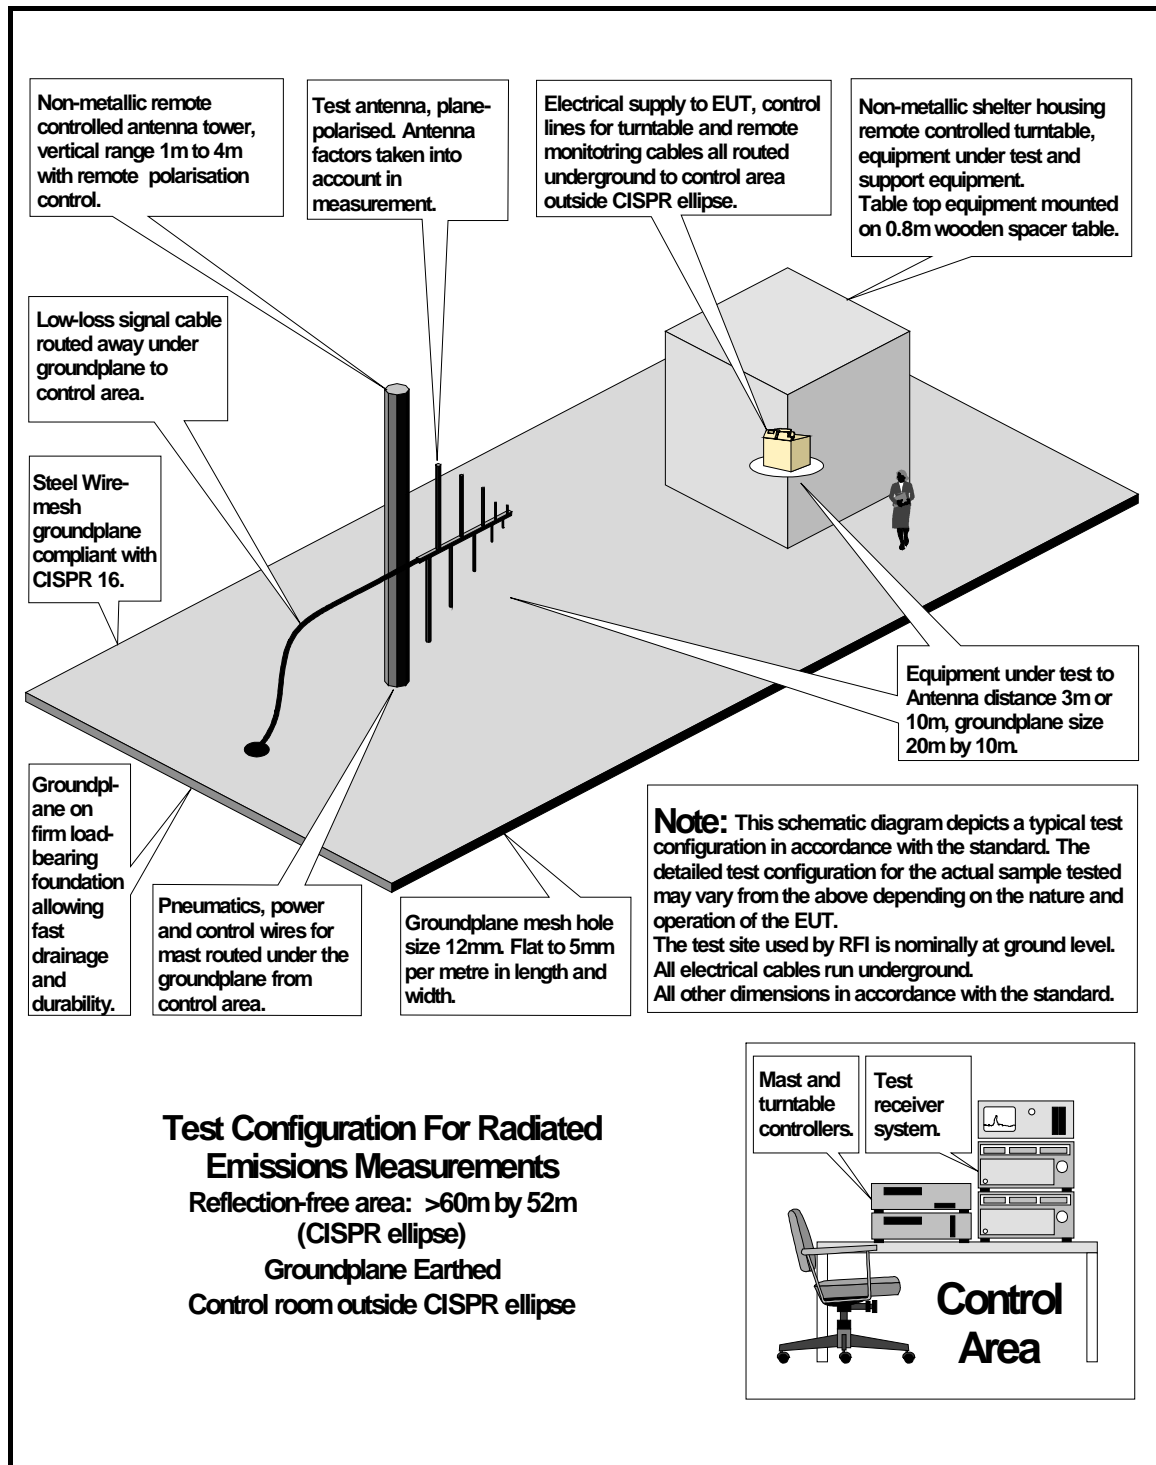 Non-metallic remote
controlled antenna tower,
vertical range 1m to 4m
with remote polarisation
control.
Test antenna, plane-
polarised. Antenna
factors taken into
account in
measurement.
Electrical supply to EUT, control
lines for turntable and remote
monitotring cables all routed
underground to control area
outside CISPR ellipse.
Non-metallic shelter housing
remote controlled turntable,
equipment under test and
support equipment.
Table top equipment mounted
on 0.8m wooden spacer table.
Low-loss signal cable
routed away under
groundplane to
control area.
Steel Wire-
mesh
groundplane
compliant with
CISPR 16.
Equipment under test to
Antenna distance 3m or
10m, groundplane size
20m by 10m.
Groundpl-
ane on
firm load-
bearing
foundation
allowing
fast
drainage
and
durability.
Pneumatics, power
and control wires for
mast routed under the
groundplane from
control area.
Groundplane mesh hole
size 12mm. Flat to 5mm
per metre in length and
width.
Note: This schematic diagram depicts a typical test
configuration in accordance with the standard. The
detailed test configuration for the actual sample tested
may vary from the above depending on the nature and
operation of the EUT.
The test site used by RFI is nominally at ground level.
All electrical cables run underground.
All other dimensions in accordance with the standard.
Test Configuration For Radiated
Emissions Measurements
Reflection-free area: >60m by 52m
(CISPR ellipse)
Groundplane Earthed
Control room outside CISPR ellipse
Mast and
turntable
controllers.
Test
receiver
system.
Control
Area